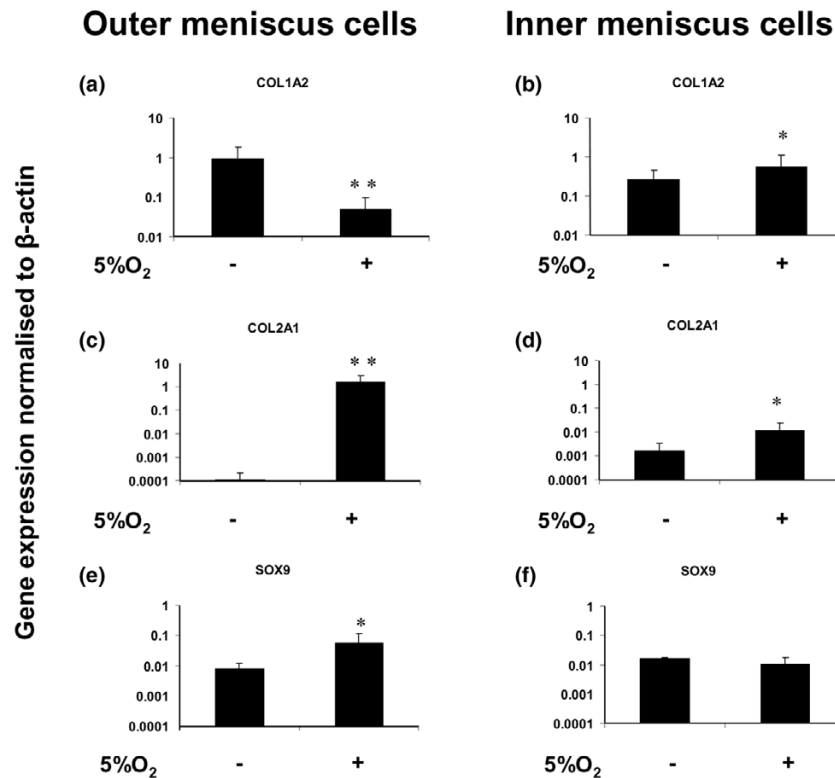 Outer meniscus cells
Inner meniscus cells
Gene expression normalised to β-actin
(a)
COL1A2
10
1
0.1
0.01
* *
5%O₂ - +
(b)
COL1A2
10
1
0.1
0.01
*
5%O₂ - +
(c)
COL2A1
10
1
0.1
0.01
0.001
0.0001
* *
5%O₂ - +
(d)
COL2A1
10
1
0.1
0.01
0.001
0.0001
*
5%O₂ - +
(e)
SOX9
1
0.1
0.01
0.001
0.0001
*
5%O₂ - +
(f)
SOX9
1
0.1
0.01
0.001
0.0001
5%O₂ - +